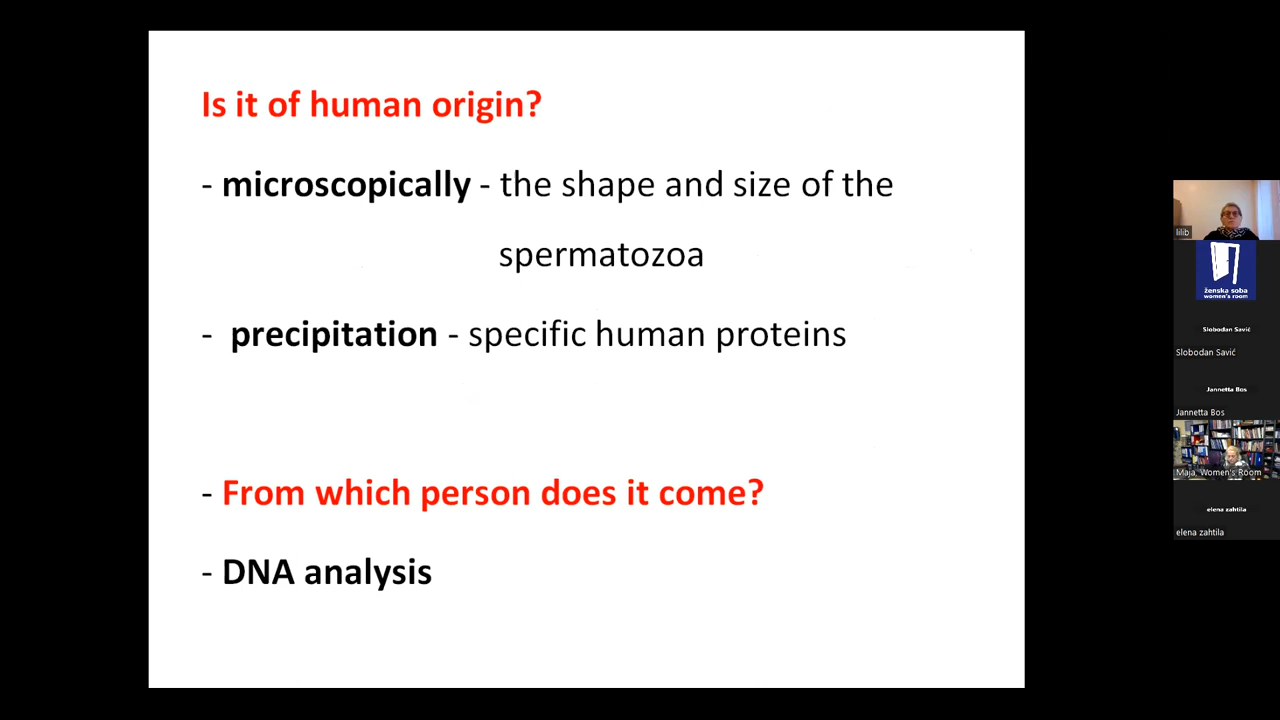 Is it of human origin?
- microscopically - the shape and size of the
spermatozoa
- precipitation - specific human proteins
- From which person does it come?
- DNA analysis
lilib
ženska soba
women's room
Slobodan Savić
Slobodan Savić
Jannetta Bos
Jannetta Bos
Maja, Women's Room
elena zahtila
elena zahtila